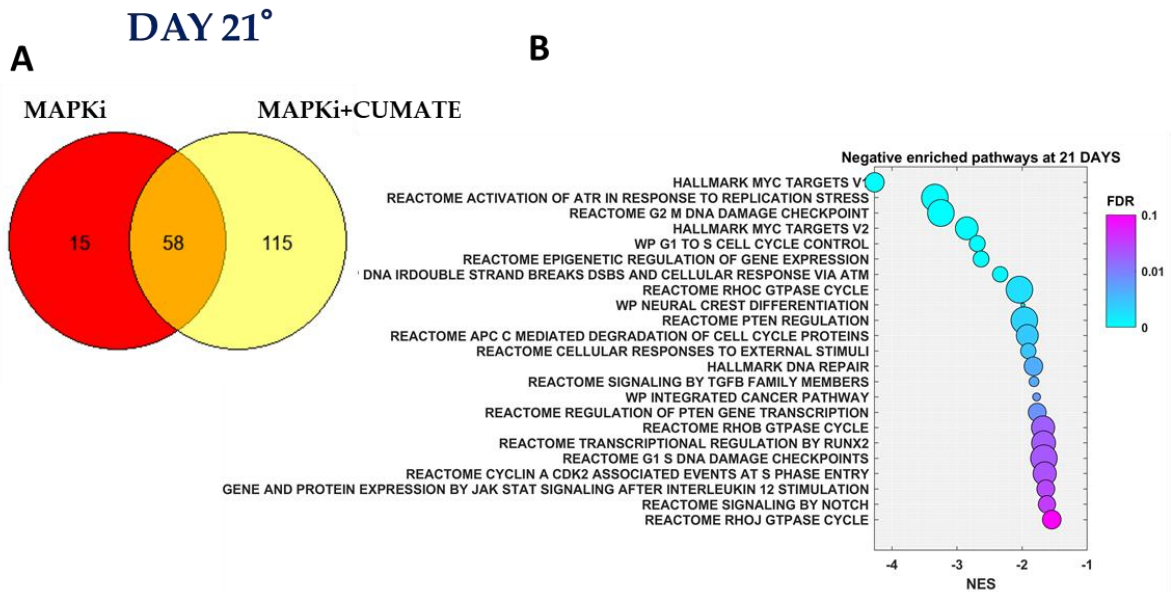 DAY 21°
A
B
MAPKi
MAPKi+CUMATE
15
58
115
Negative enriched pathways at 21 DAYS
HALLMARK MYC TARGETS V1
REACTOME ACTIVATION OF ATR IN RESPONSE TO REPLICATION STRESS
REACTOME G2 M DNA DAMAGE CHECKPOINT
HALLMARK MYC TARGETS V2
WP G1 TO S CELL CYCLE CONTROL
REACTOME EPIGENETIC REGULATION OF GENE EXPRESSION
DNA IRDOUBLE STRAND BREAKS DSBS AND CELLULAR RESPONSE VIA ATM
REACTOME RHOC GTPASE CYCLE
WP NEURAL CREST DIFFERENTIATION
REACTOME PTEN REGULATION
REACTOME APC C MEDIATED DEGRADATION OF CELL CYCLE PROTEINS
REACTOME CELLULAR RESPONSES TO EXTERNAL STIMULI
HALLMARK DNA REPAIR
REACTOME SIGNALING BY TGFB FAMILY MEMBERS
WP INTEGRATED CANCER PATHWAY
REACTOME REGULATION OF PTEN GENE TRANSCRIPTION
REACTOME RHOB GTPASE CYCLE
REACTOME TRANSCRIPTIONAL REGULATION BY RUNX2
REACTOME G1 S DNA DAMAGE CHECKPOINTS
REACTOME CYCLIN A CDK2 ASSOCIATED EVENTS AT S PHASE ENTRY
GENE AND PROTEIN EXPRESSION BY JAK STAT SIGNALING AFTER INTERLEUKIN 12 STIMULATION
REACTOME SIGNALING BY NOTCH
REACTOME RHOJ GTPASE CYCLE
-4
-3
-2
-1
NES
FDR
0.1
0.01
0